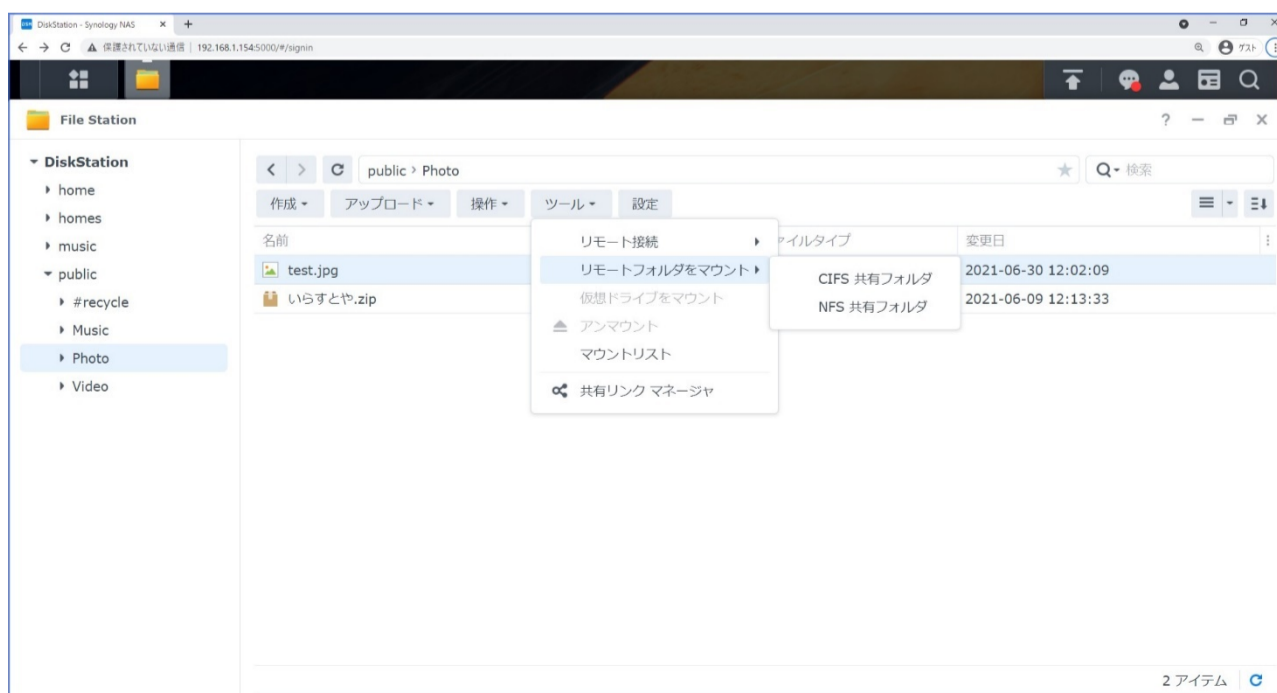 DiskStation - Synology NAS
保護されていない通信 | 192.168.1.154:5000/#/signin
ゲスト
File Station
DiskStation
home
homes
music
public
#recycle
Music
Photo
Video
public > Photo
検索
作成 アップロード 操作 ツール 設定
名前 ァイルタイプ 変更日
test.jpg 2021-06-30 12:02:09
いらすとや.zip 2021-06-09 12:13:33
リモート接続
リモートフォルダをマウント
仮想ドライブをマウント
アンマウント
マウントリスト
共有リンク マネージャ
CIFS 共有フォルダ
NFS 共有フォルダ
2 アイテム